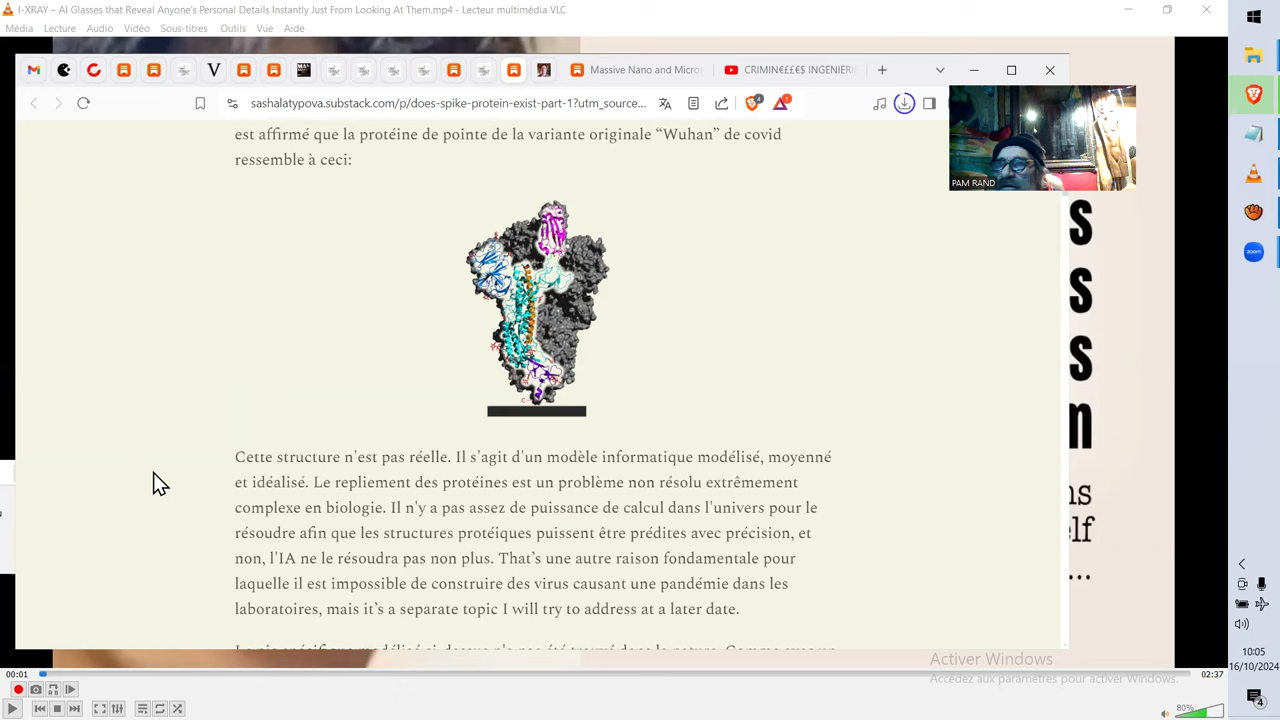 I-XRAY – AI Glasses that Reveal Anyone's Personal Details Instantly Just From Looking At Them.mp4 - Lecteur multimédia VLC
Média Lecture Audio Vidéo Sous-titres Outils Vue Aide
Massive Nano and Micro
CRIMIN€££€$ INGENIERI
sashalatypova.substack.com/p/does-spike-protein-exist-part-1?utm_source...
4
1
est affirmé que la protéine de pointe de la variante originale “Wuhan” de covid
ressemble à ceci:
PAM RAND
C
Cette structure n'est pas réelle. Il s'agit d'un modèle informatique modélisé, moyenné
et idéalisé. Le repliement des protéines est un problème non résolu extrêmement
complexe en biologie. Il n'y a pas assez de puissance de calcul dans l'univers pour le
résoudre afin que les structures protéiques puissent être prédites avec précision, et
non, l'IA ne le résoudra pas non plus. That’s une autre raison fondamentale pour
laquelle il est impossible de construire des virus causant une pandémie dans les
laboratoires, mais it’s a separate topic I will try to address at a later date.
s
s
s
m
ns
elf
...
zoom
Activer Windows
Accédez aux paramètres pour activer Windows.
00:01
02:37
80%
10:05
16/10/2024
4